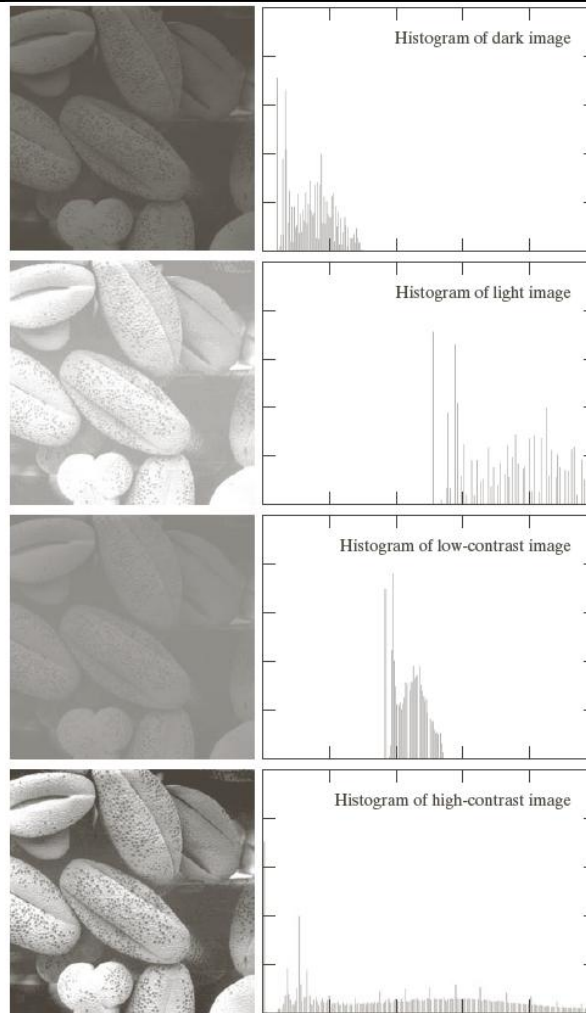 Histogram of dark image
Histogram of light image
Histogram of low-contrast image
Histogram of high-contrast image